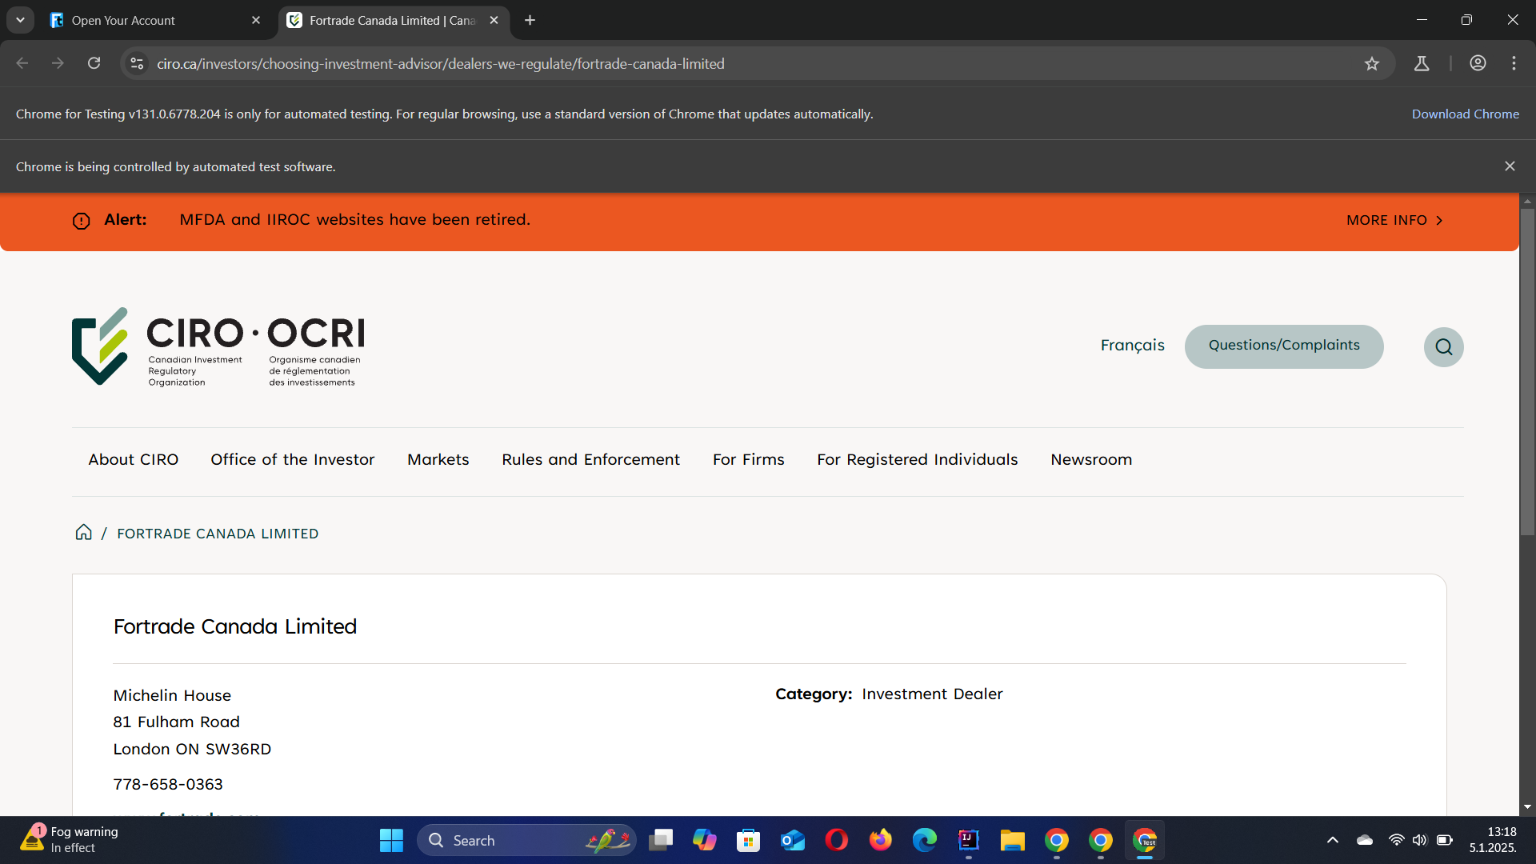 Open Your Account
Fortrade Canada Limited | Cana
ciro.ca/investors/choosing-investment-advisor/dealers-we-regulate/fortrade-canada-limited
Chrome for Testing v131.0.6778.204 is only for automated testing. For regular browsing, use a standard version of Chrome that updates automatically.
Download Chrome
Chrome is being controlled by automated test software.
Alert: MFDA and IIROC websites have been retired.
MORE INFO
CIRO · OCRI
Canadian Investment
Regulatory
Organization
Organisme canadien
de réglementation
des investissements
Français
Questions/Complaints
About CIRO
Office of the Investor
Markets
Rules and Enforcement
For Firms
For Registered Individuals
Newsroom
/ FORTRADE CANADA LIMITED
Fortrade Canada Limited
Michelin House
81 Fulham Road
London ON SW36RD
778-658-0363
Category: Investment Dealer
1
Fog warning
In effect
Search
IJ
Test
13:18
5.1.2025.